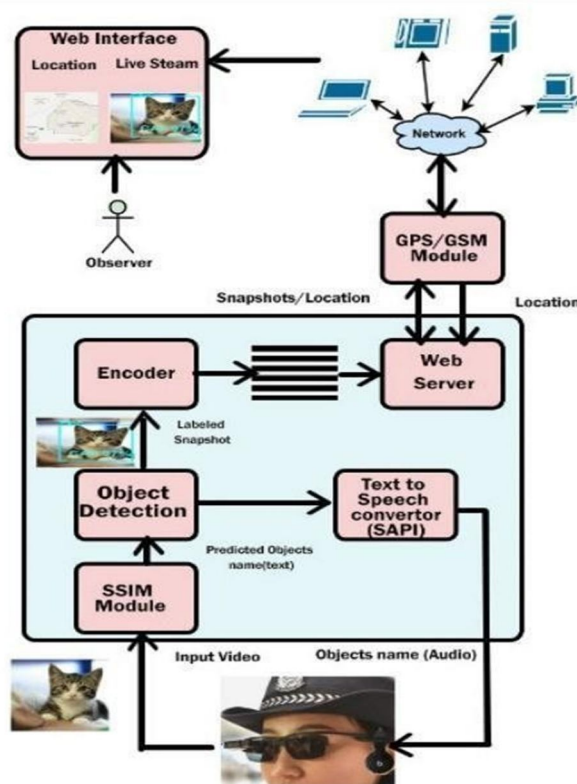 Web Interface
Location
Live Steam
Network
Observer
GPS/GSM
Module
Snapshots/Location
Location
Encoder
Web
Server
Labeled
Snapshot
Object
Detection
Text to
Speech
convertor
(SAPI)
Predicted Objects
name(text)
SSIM
Module
Input Video
Objects name (Audio)